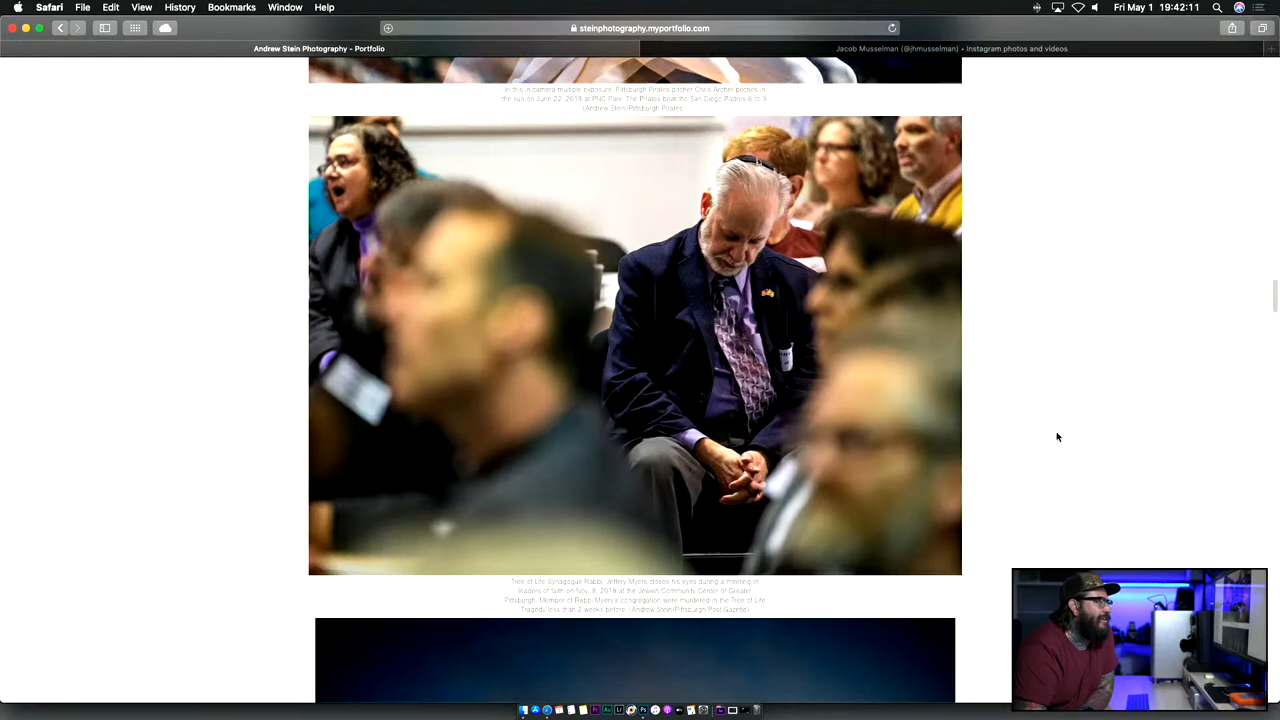 Safari File Edit View History Bookmarks Window Help
Fri May 1 19:42:11
steinphotography.myportfolio.com
Andrew Stein Photography - Portfolio
Jacob Musselman (@jhmusselman) • Instagram photos and videos
In this in-camera multiple exposure, Pittsburgh Pirates pitcher Chris Archer pitches in
the sun on June 22, 2019 at PNC Park. The Pirates beat the San Diego Padres 6 to 3.
(Andrew Stein/Pittsburgh Pirates)
Tree of Life Synagogue Rabbi, Jeffery Myers closes his eyes during a meeting of
leaders of faith on Nov. 8, 2018 at the Jewish Community Center of Greater
Pittsburgh. Member of Rabbi Myers's congregation were murdered in the Tree of Life
Tragedy less than 2 weeks before. (Andrew Stein/Pittsburgh Post-Gazette)